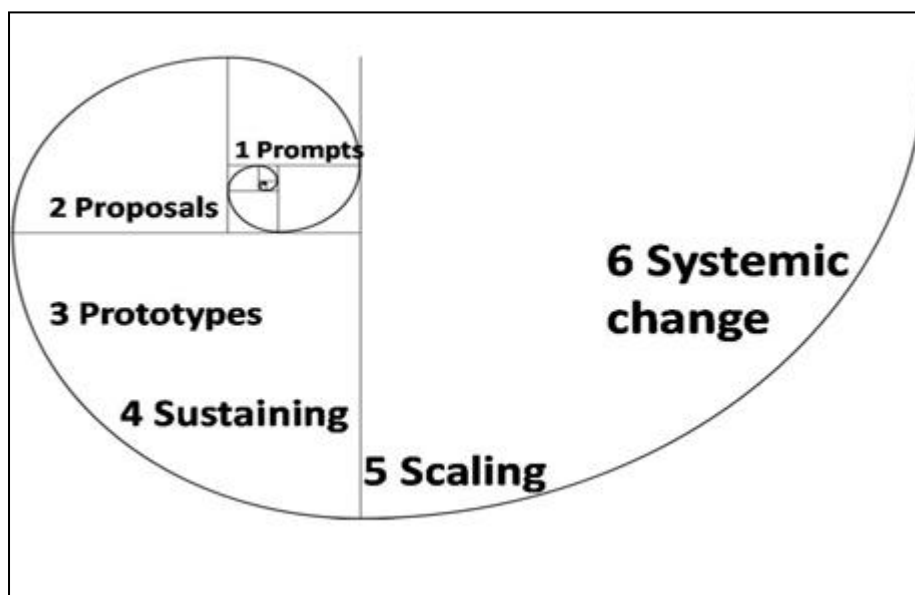 1 Prompts
2 Proposals
3 Prototypes
4 Sustaining
5 Scaling
6 Systemic
change